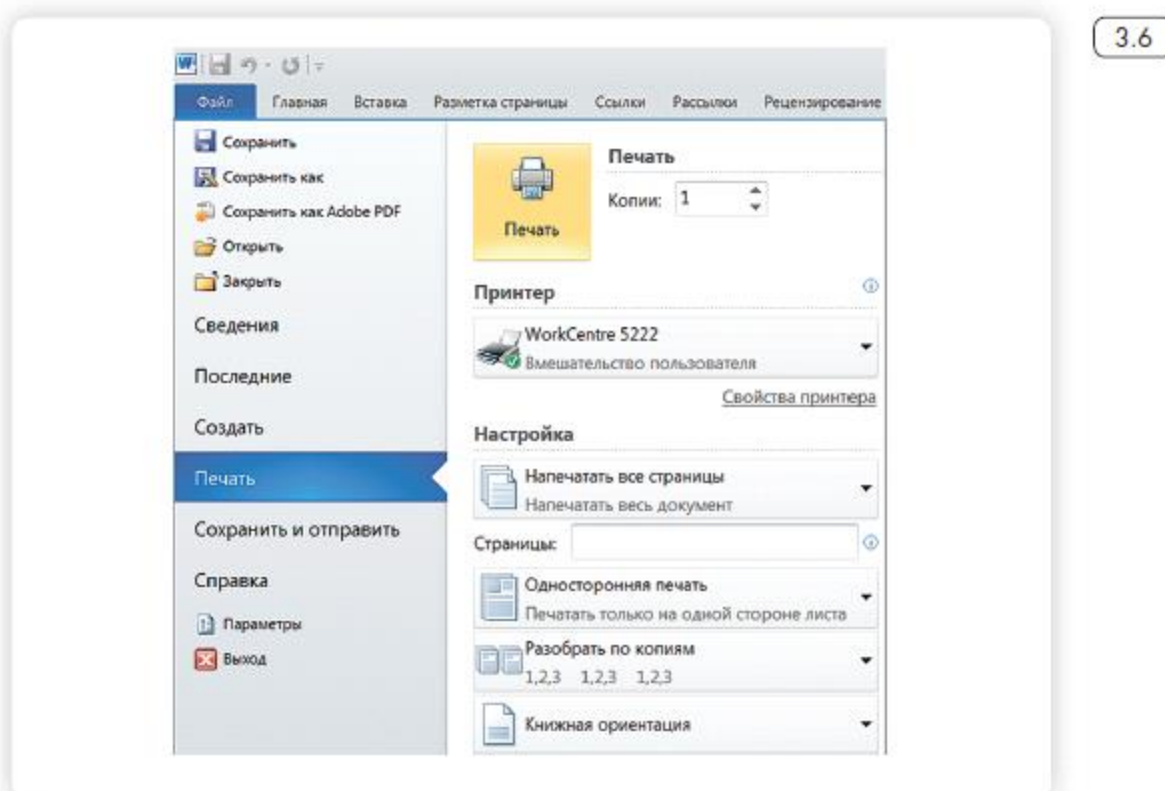 3.6
Файл Главная Вставка Разметка страницы Ссылки Рассылки Рецензирование
Сохранить
Сохранить как
Сохранить как Adobe PDF
Открыть
Закрыть
Сведения
Последние
Создать
Печать
Сохранить и отправить
Справка
Параметры
Выход
Печать
Печать
Копии: 1
Принтер
WorkCentre 5222
Вмешательство пользователя
Свойства принтера
Настройка
Напечатать все страницы
Напечатать весь документ
Страницы:
Односторонняя печать
Печатать только на одной стороне листа
Разобрать по копиям
1,2,3 1,2,3 1,2,3
Книжная ориентация